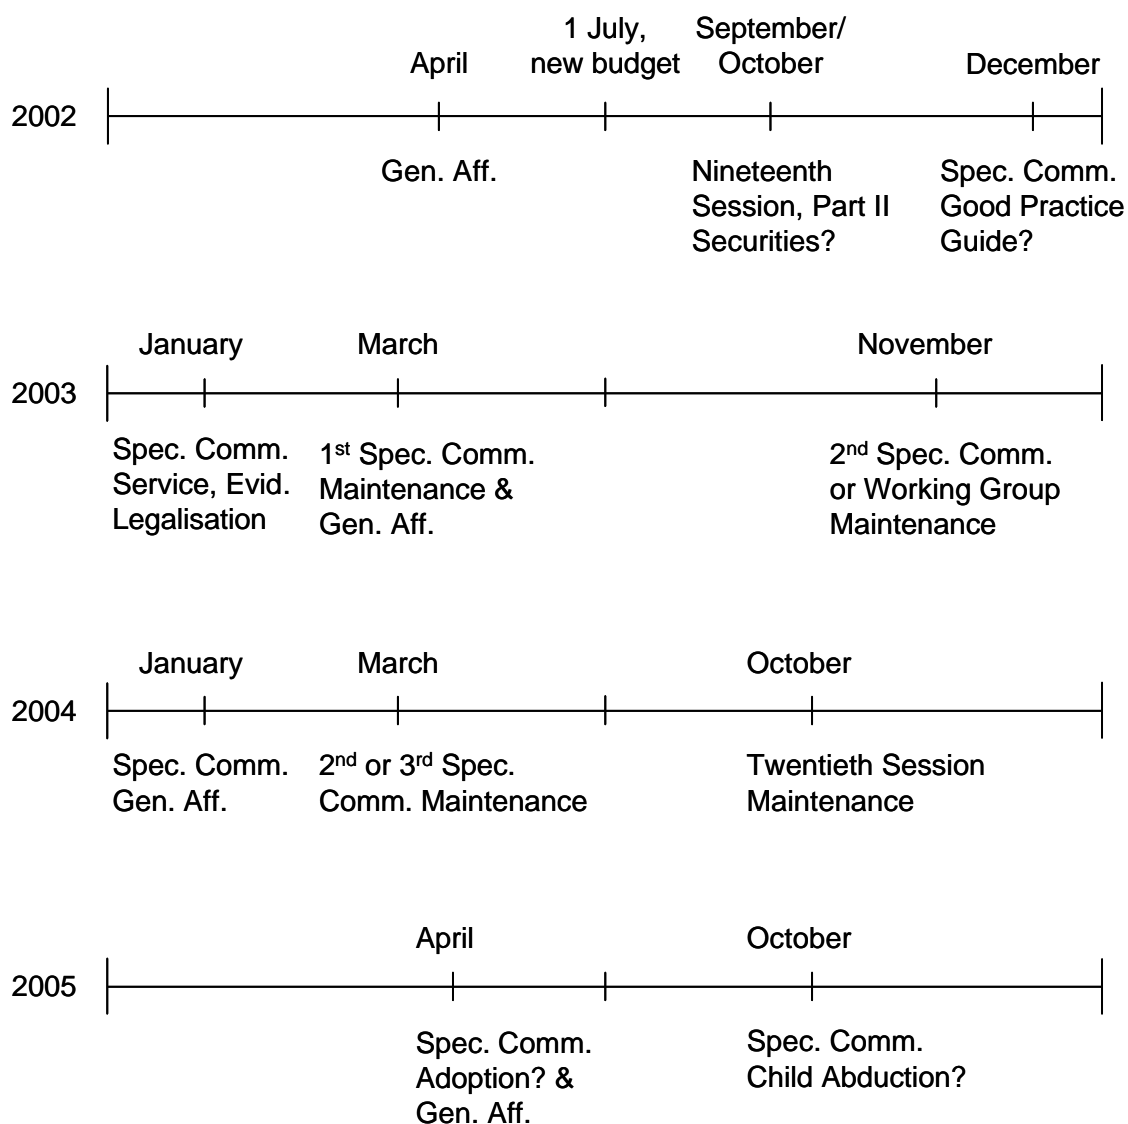 1 July,
new budget
September/
October
April
December
2002
Gen. Aff.
Nineteenth
Session, Part II
Securities?
Spec. Comm.
Good Practice
Guide?
January
March
November
2003
Spec. Comm.
Service, Evid.
Legalisation
1st Spec. Comm.
Maintenance &
Gen. Aff.
2nd Spec. Comm.
or Working Group
Maintenance
January
March
October
2004
Spec. Comm.
Gen. Aff.
2nd or 3rd Spec.
Comm. Maintenance
Twentieth Session
Maintenance
April
October
2005
Spec. Comm.
Adoption? &
Gen. Aff.
Spec. Comm.
Child Abduction?